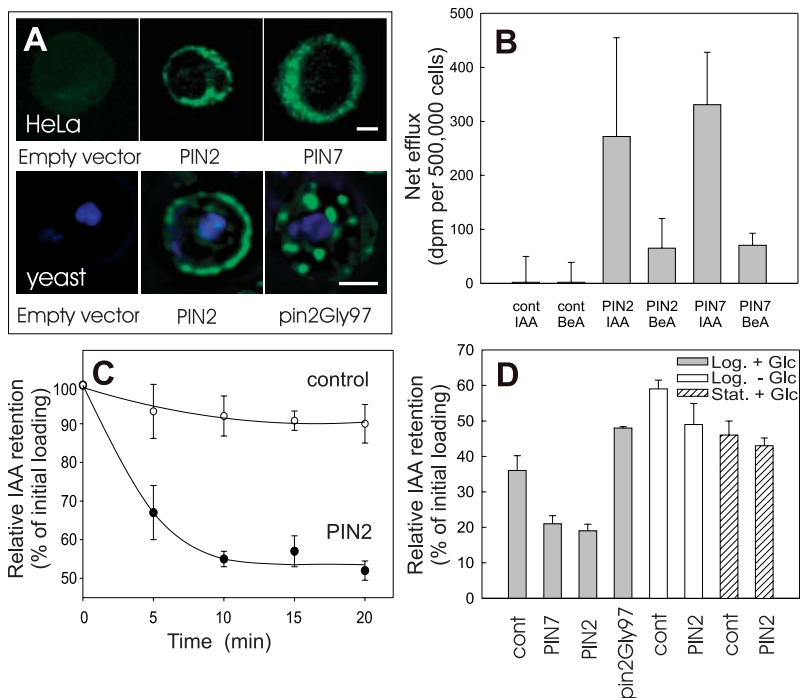 A
HeLa
Empty vector PIN2 PIN7
yeast
Empty vector PIN2 pin2Gly97
B
Net efflux
(dpm per 500,000 cells)
500
400
300
200
100
0
cont IAA
cont BeA
PIN2 IAA
PIN2 BeA
PIN7 IAA
PIN7 BeA
C
Relative IAA retention
(% of initial loading)
100
90
80
70
60
50
control
PIN2
0 5 10 15 20
Time (min)
D
Relative IAA retention
(% of initial loading)
70
60
50
40
30
20
10
0
Log. + Glc
Log. - Glc
Stat. + Glc
cont
PIN7
PIN2
pin2Gly97
cont
PIN2
cont
PIN2